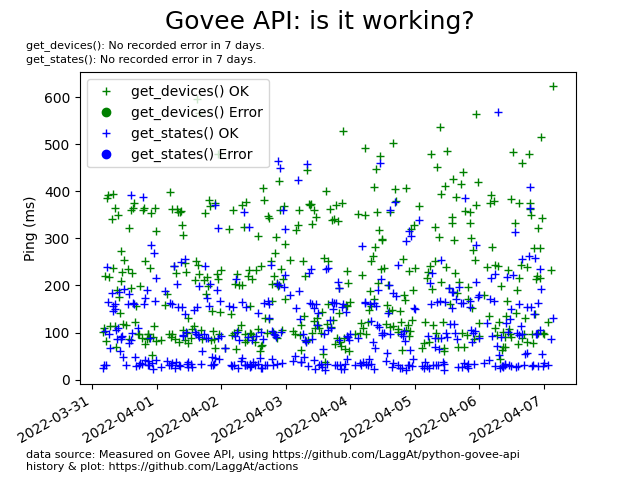 Govee API: is it working?
get_devices(): No recorded error in 7 days.
get_states(): No recorded error in 7 days.
get_devices() OK
get_devices() Error
get_states() OK
get_states() Error
Ping (ms)
600
500
400
300
200
100
0
2022-03-31
2022-04-01
2022-04-02
2022-04-03
2022-04-04
2022-04-05
2022-04-06
2022-04-07
data source: Measured on Govee API, using https://github.com/LaggAt/python-govee-api
history & plot: https://github.com/LaggAt/actions